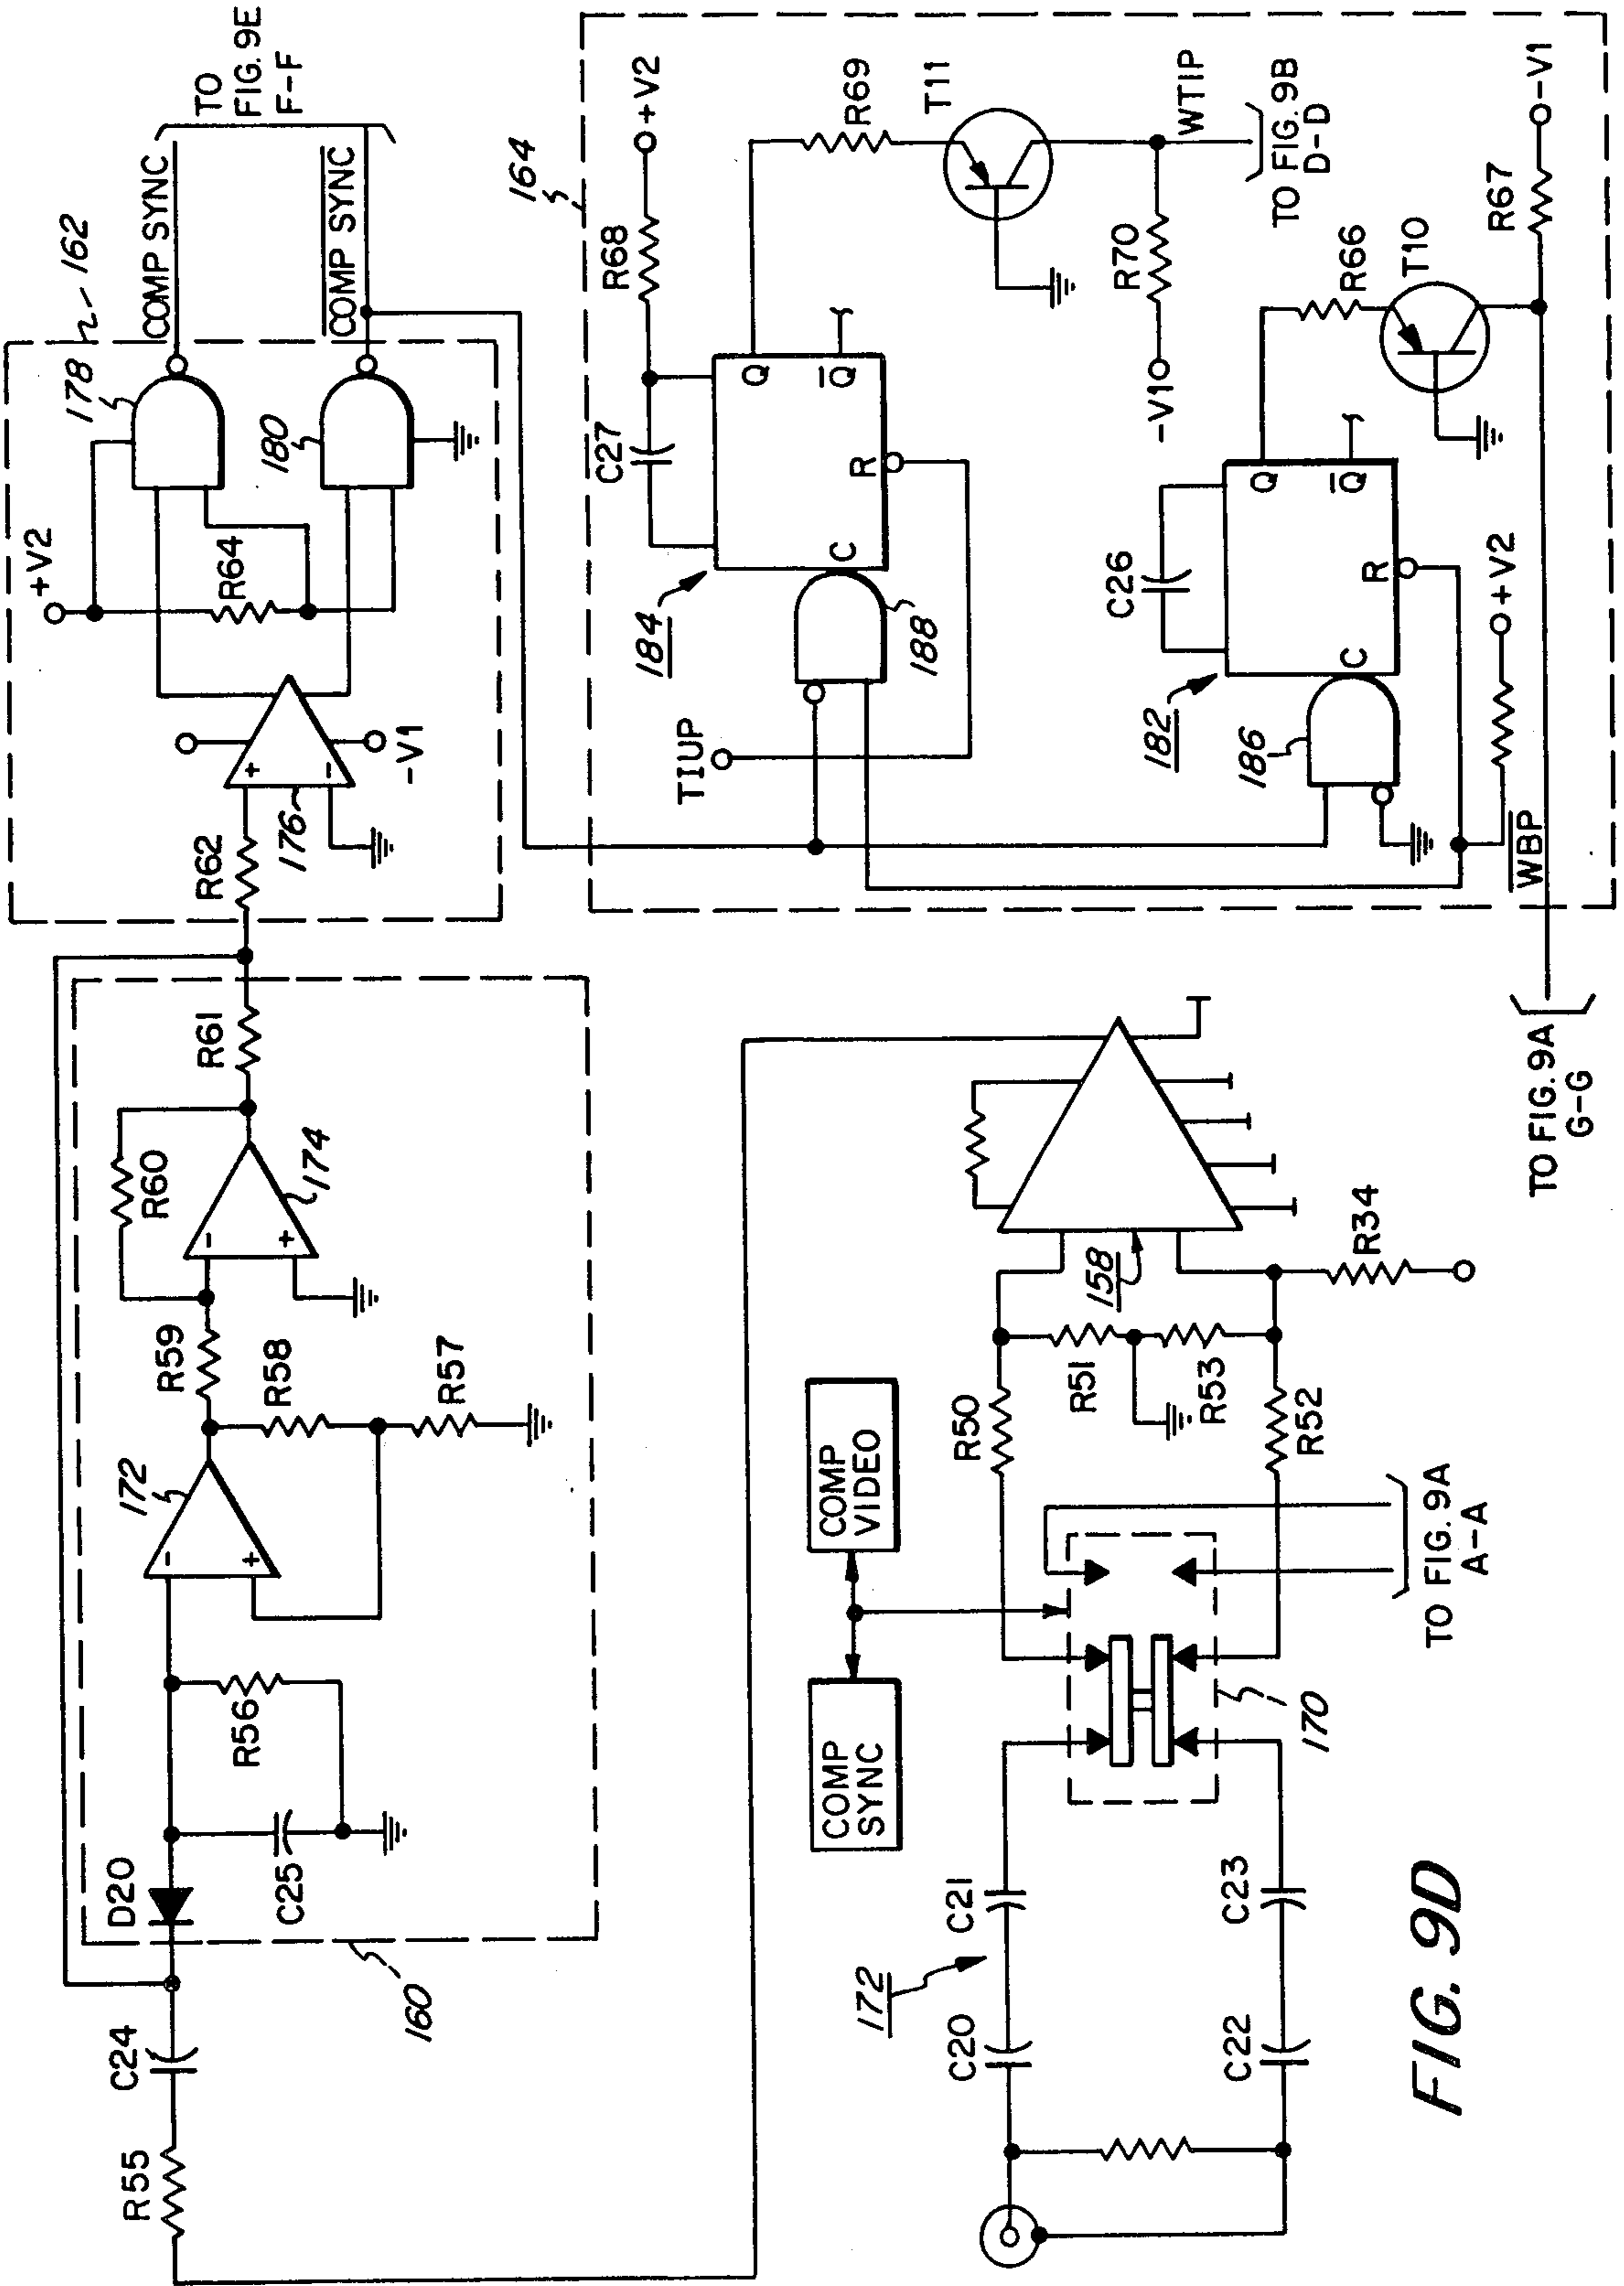 R55
C24
D20
C25
R56
172
R58
R57
R59
R60
174
R61
160
R62
176
+
-
-V1
+V2
R64
178
180
162
COMP SYNC
COMP SYNC
TO
FIG. 9E
F-F
-
+
-
+
164
+V2
R68
C27
184
Q
Q
C
R
188
TIUP
R69
T11
WTIP
TO FIG. 9B
D-D
R70
-V1
C26
182
Q
Q
C
R
186
R66
T10
R67
-V1
+V2
WBP
TO FIG. 9A
G-G
172
C20
C21
C22
C23
COMP
SYNC
COMP
VIDEO
170
TO FIG. 9A
A-A
R50
R51
R53
R52
158
R34
FIG. 9D